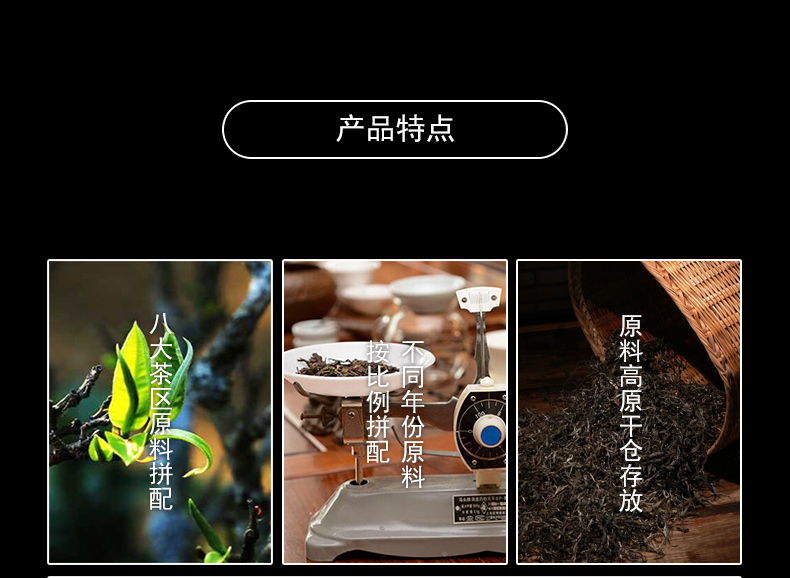 产品特点
八大茶区原料拼配
不同年份原料
按比例拼配
原料高原干仓存放